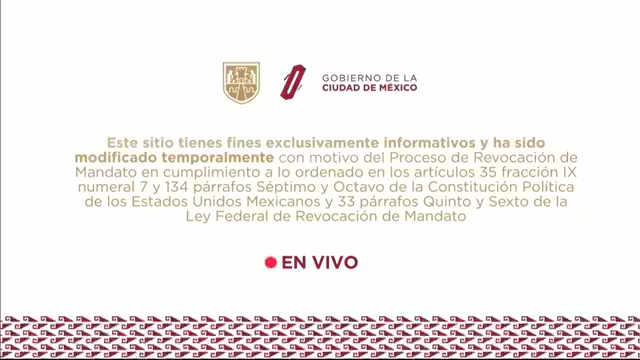 GOBIERNO DE LA
CIUDAD DE MÉXICO
Este sitio tienes fines exclusivamente informativos y ha sido
modificado temporalmente con motivo del Proceso de Revocación de
Mandato en cumplimiento a lo ordenado en los artículos 35 fracción IX
numeral 7 y 134 párrafos Séptimo y Octavo de la Constitución Política
de los Estados Unidos Mexicanos y 33 párrafos Quinto y Sexto de la
Ley Federal de Revocación de Mandato
EN VIVO